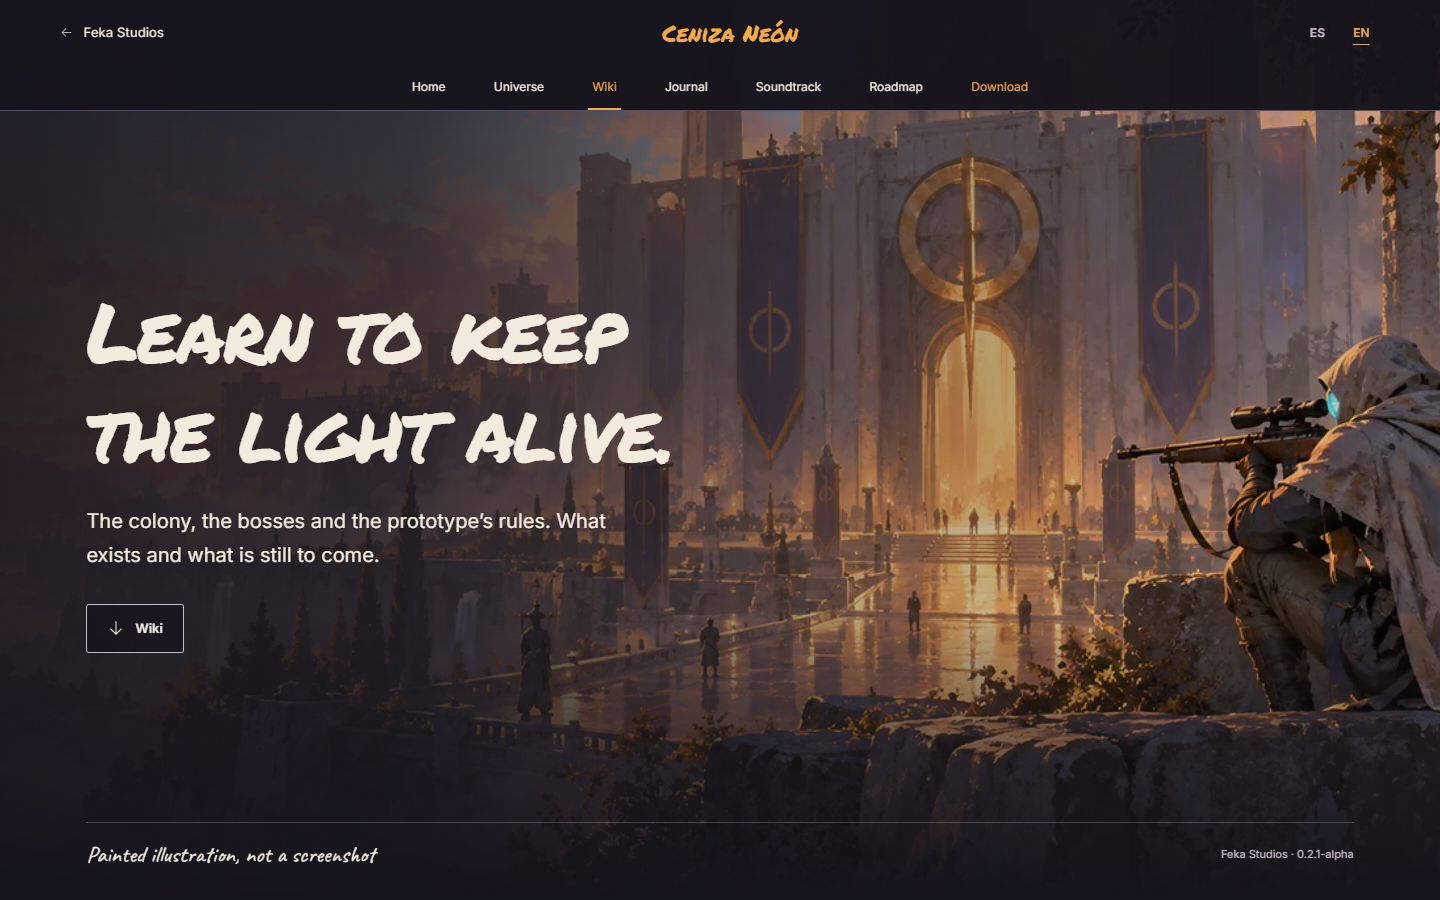 ← Feka Studios
Ceniza Neón
ES EN
Home Universe Wiki Journal Soundtrack Roadmap Download
Learn to keep
the light alive.
The colony, the bosses and the prototype’s rules. What
exists and what is still to come.
↓ Wiki
Painted illustration, not a screenshot
Feka Studios · 0.2.1-alpha